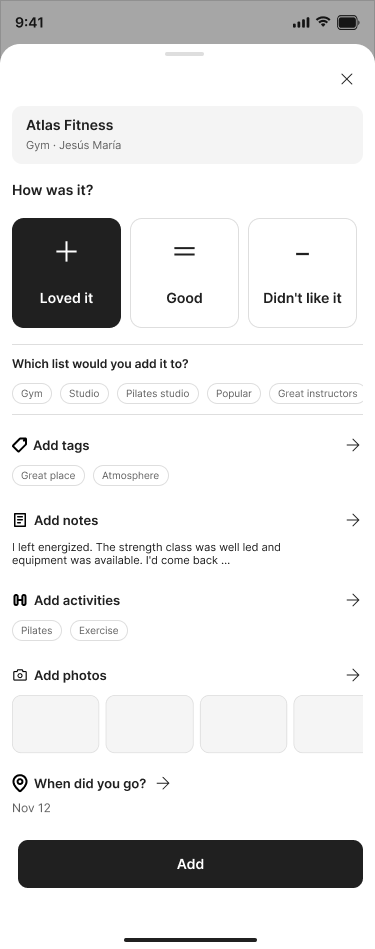 9:41
Atlas Fitness
Gym · Jesús María
How was it?
Loved it
Good
Didn't like it
Which list would you add it to?
Gym
Studio
Pilates studio
Popular
Great instructors
Add tags
Great place
Atmosphere
Add notes
I left energized. The strength class was well led and
equipment was available. I'd come back ...
Add activities
Pilates
Exercise
Add photos
When did you go?
Nov 12
Add